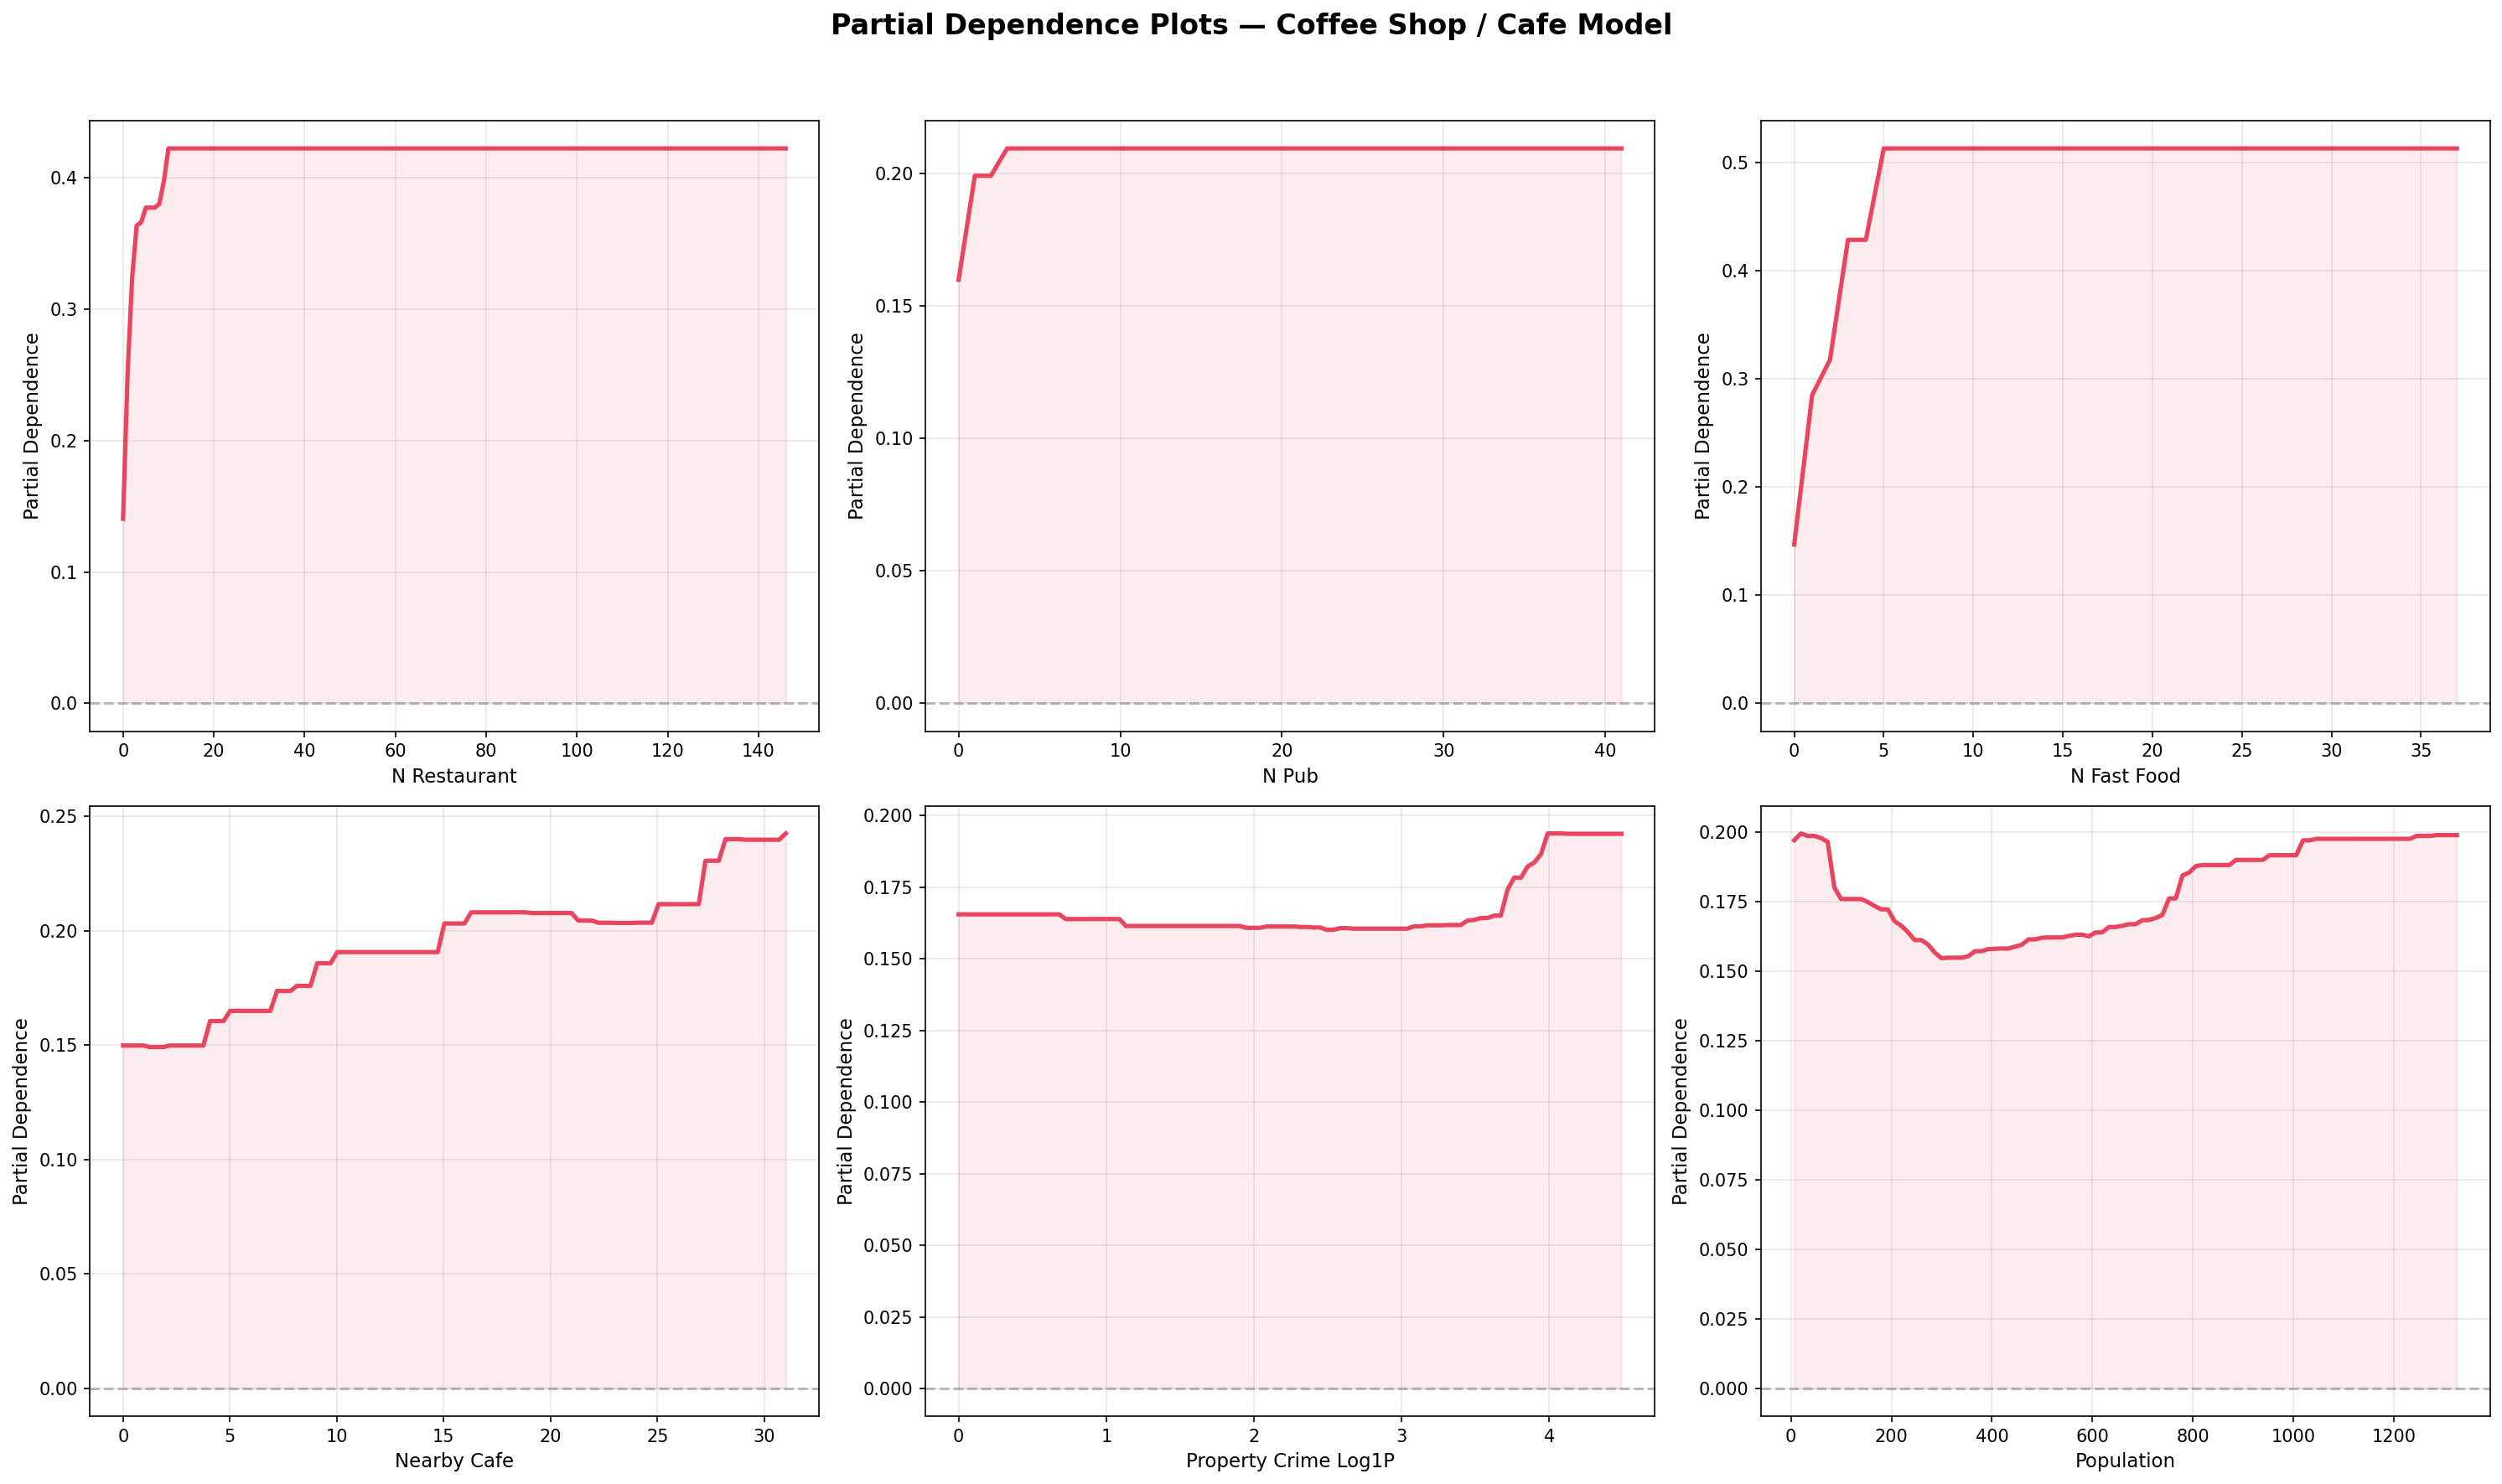 Partial Dependence Plots — Coffee Shop / Cafe Model
Partial Dependence
0.4
0.3
0.2
0.1
0.0
0 20 40 60 80 100 120 140
N Restaurant
Partial Dependence
0.20
0.15
0.10
0.05
0.00
0 10 20 30 40
N Pub
Partial Dependence
0.5
0.4
0.3
0.2
0.1
0.0
0 5 10 15 20 25 30 35
N Fast Food
Partial Dependence
0.25
0.20
0.15
0.10
0.05
0.00
0 5 10 15 20 25 30
Nearby Cafe
Partial Dependence
0.200
0.175
0.150
0.125
0.100
0.075
0.050
0.025
0.000
0 1 2 3 4
Property Crime Log1P
Partial Dependence
0.200
0.175
0.150
0.125
0.100
0.075
0.050
0.025
0.000
0 200 400 600 800 1000 1200
Population